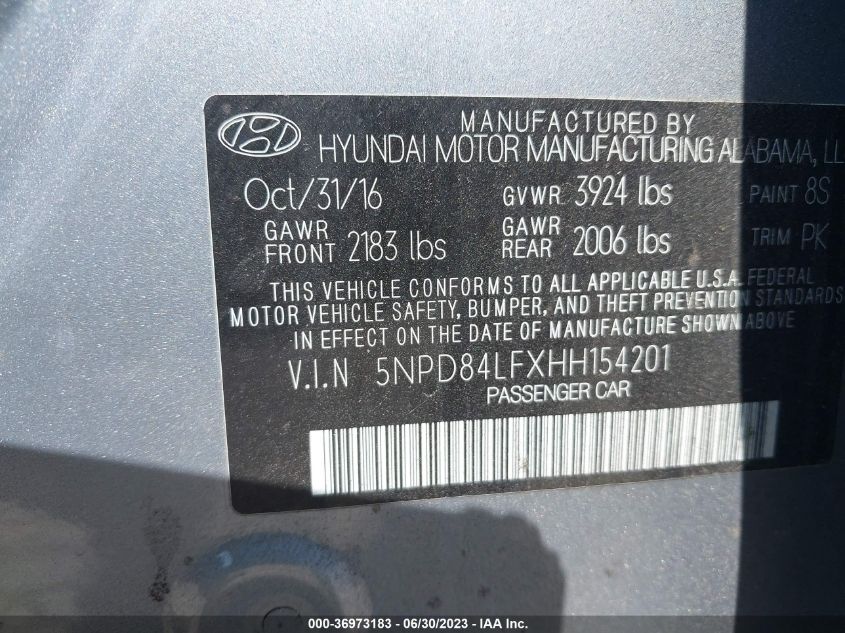 MANUFACTURED BY
HYUNDAI MOTOR MANUFACTURING ALABAMA, LL
Oct/31/16 GVWR 3924 lbs PAINT 8S
GAWR FRONT 2183 lbs GAWR REAR 2006 lbs TRIM PK
THIS VEHICLE CONFORMS TO ALL APPLICABLE U.S.A. FEDERAL
MOTOR VEHICLE SAFETY, BUMPER, AND THEFT PREVENTION STANDARDS
IN EFFECT ON THE DATE OF MANUFACTURE SHOWN ABOVE
V.I.N 5NPD84LFXHH154201
PASSENGER CAR
000-36973183 - 06/30/2023 - IAA Inc.